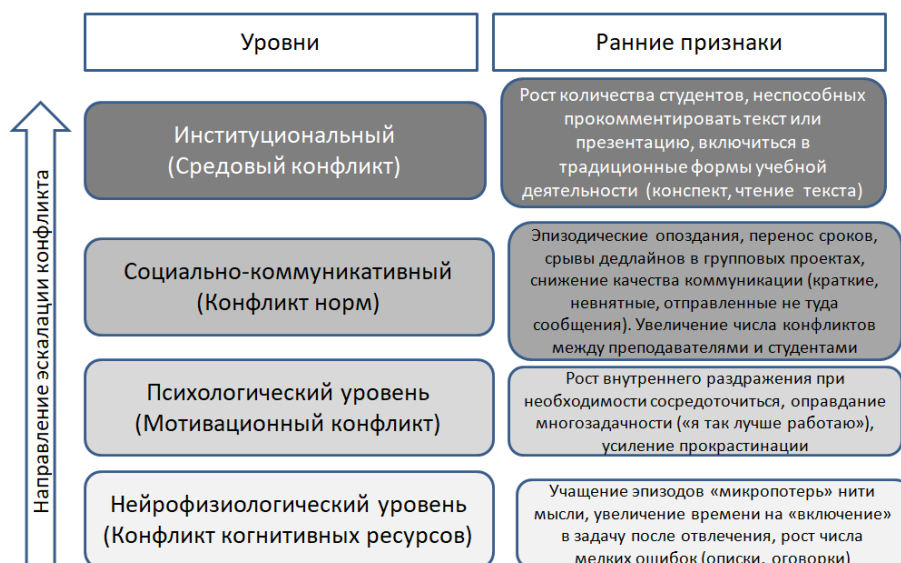 Уровни
Ранние признаки
Направление эскалации конфликта
Институциональный
(Средовый конфликт)
Рост количества студентов, неспособных
прокомментировать текст или
презентацию, включиться в
традиционные формы учебной
деятельности (конспект, чтение текста)
Социально-коммуникативный
(Конфликт норм)
Эпизодические опоздания, перенос сроков,
срывы дедлайнов в групповых проектах,
снижение качества коммуникации (краткие,
невнятные, отправленные не туда
сообщения). Увеличение числа конфликтов
между преподавателями и студентами
Психологический уровень
(Мотивационный конфликт)
Рост внутреннего раздражения при
необходимости сосредоточиться, оправдание
многозадачности («я так лучше работаю»),
усиление прокрастинации
Нейрофизиологический уровень
(Конфликт когнитивных ресурсов)
Учащение эпизодов «микропотерь» нити
мысли, увеличение времени на «включение»
в задачу после отвлечения, рост числа
мелких ошибок (описки, оговорки)